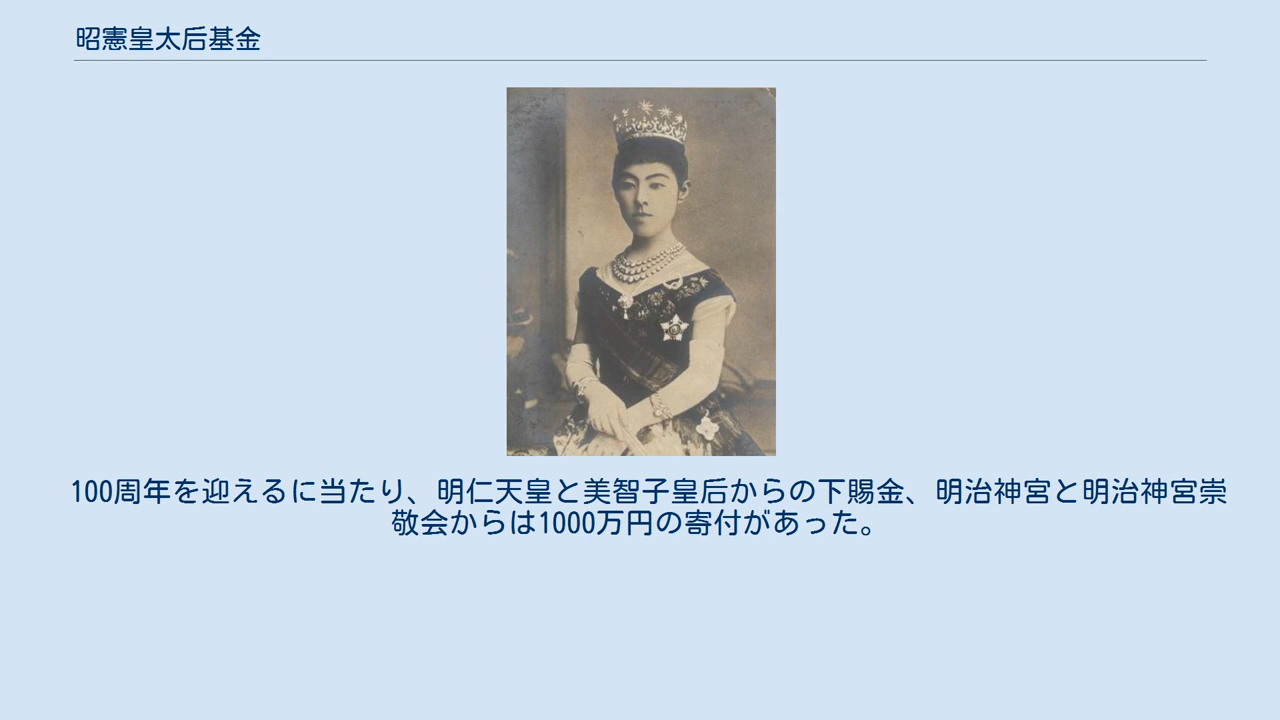 昭憲皇太后基金
100周年を迎えるに当たり、明仁天皇と美智子皇后からの下賜金、明治神宮と明治神宮崇
敬会からは1000万円の寄付があった。